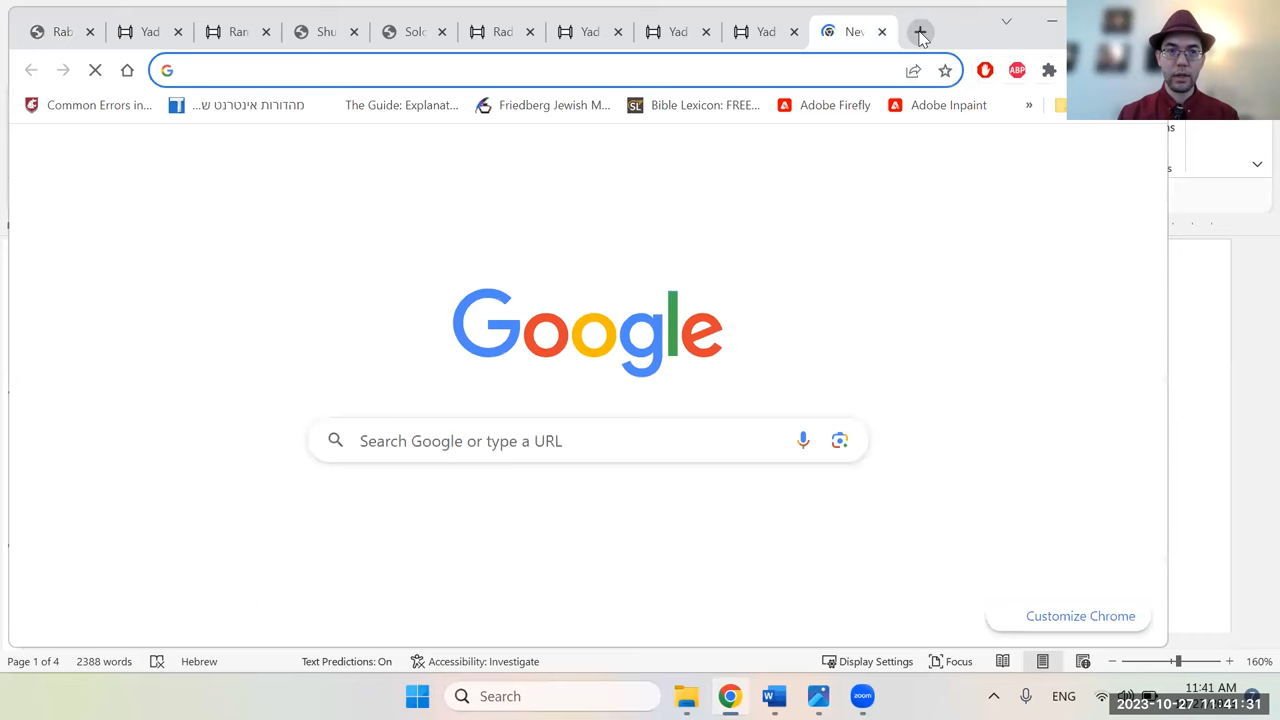 Rab Yad Ran Shu Solo Rad Yad Yad Yad Nev
Common Errors in... מהדורות אינטרנט ש... The Guide: Explanat... Friedberg Jewish M... Bible Lexicon: FREE... Adobe Firefly Adobe Inpaint »
ABP
SL
Google
Search Google or type a URL
Customize Chrome
Page 1 of 4 2388 words Hebrew Text Predictions: On Accessibility: Investigate Display Settings Focus 160%
Search ENG 11:41 AM
2023-10-27 11:41:31